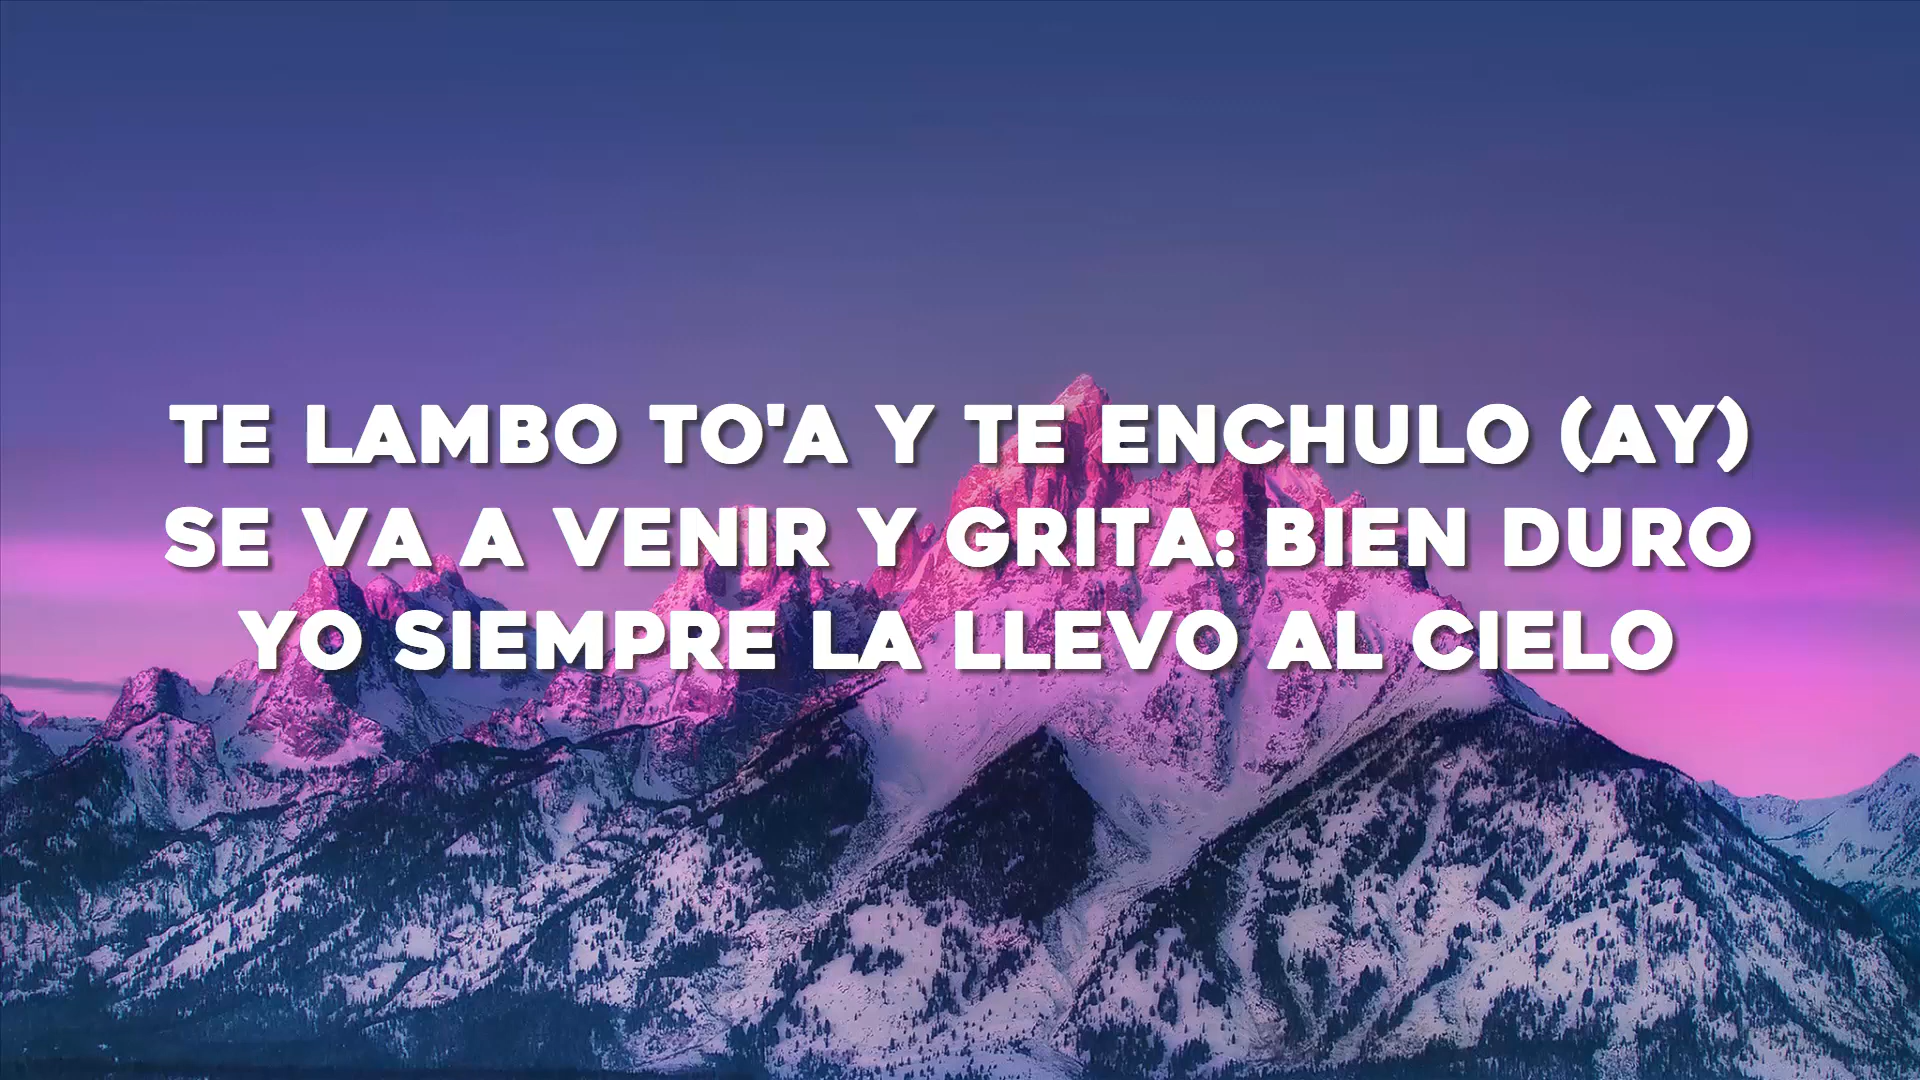 TE LAMBO TO'A Y TE ENCHULO (AY)
SE VA A VENIR Y GRITA: BIEN DURO
YO SIEMPRE LA LLEVO AL CIELO